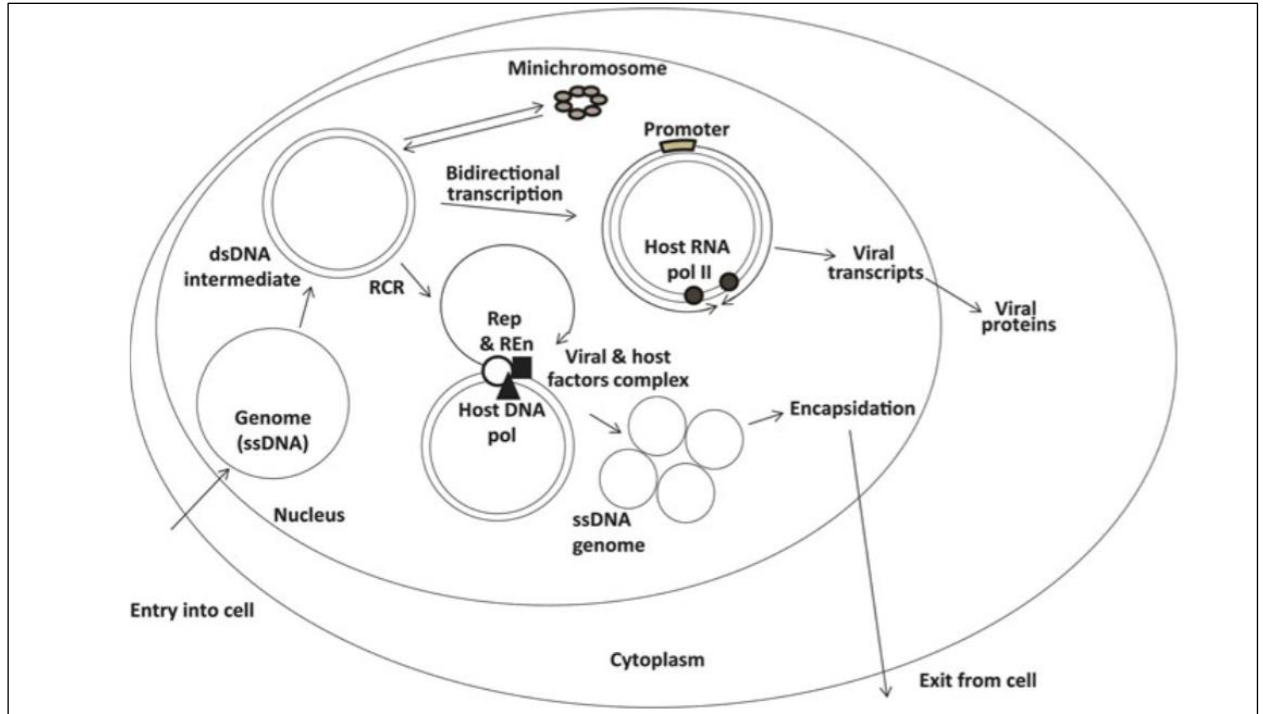 Minichromosome
Promoter
Bidirectional
transcription
Host RNA
pol II
Viral
transcripts
dsDNA
intermediate
RCR
Viral
proteins
Rep
& REn
Viral & host
factors complex
Host DNA
pol
Genome
(ssDNA)
Encapsidation
Nucleus
ssDNA
genome
Entry into cell
Cytoplasm
Exit from cell